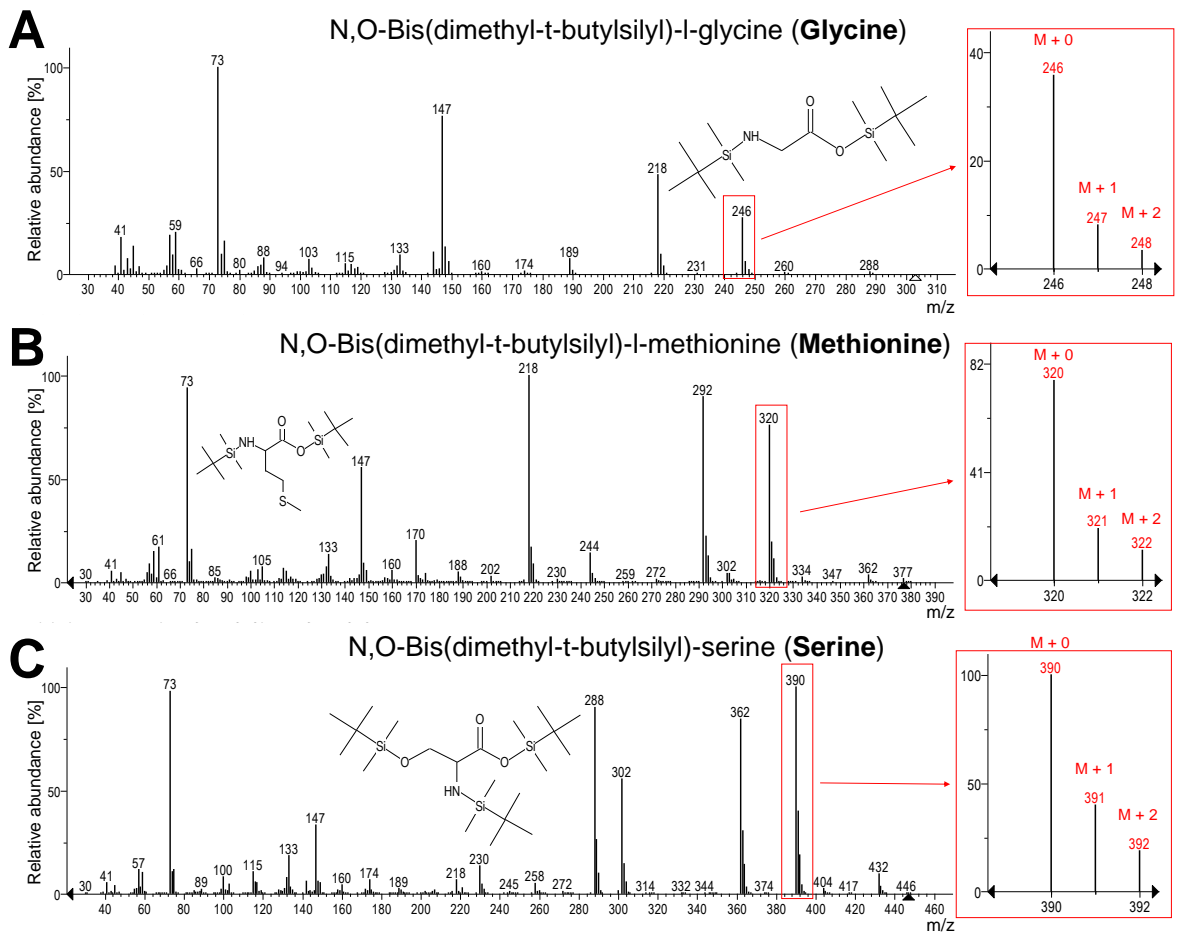 A
N,O-Bis(dimethyl-t-butylsilyl)-l-glycine (Glycine)
Relative abundance [%]
100
50
0
73
147
218
246
41
59
66
80
88
94
103
115
133
160
174
189
231
260
288
O
NH
Si
O
Si
30 40 50 60 70 80 90 100 110 120 130 140 150 160 170 180 190 200 210 220 230 240 250 260 270 280 290 300 310
m/z
M + 0
246
M + 1
247
M + 2
248
40
20
0
246 248
B
N,O-Bis(dimethyl-t-butylsilyl)-l-methionine (Methionine)
Relative abundance [%]
100
50
0
73
218
292
320
147
170
41
61
66
85
105
133
160
188
202
230
244
259
272
302
334
347
362
377
O
NH
Si
O
Si
S
30 40 50 60 70 80 90 100 110 120 130 140 150 160 170 180 190 200 210 220 230 240 250 260 270 280 290 300 310 320 330 340 350 360 370 380 390
m/z
M + 0
320
M + 1
321
M + 2
322
82
41
0
320 322
C
N,O-Bis(dimethyl-t-butylsilyl)-serine (Serine)
Relative abundance [%]
100
50
0
73
288
362
390
302
147
30
41
57
89
100
115
133
160
174
189
218
230
245
258
272
314
332
344
374
404
417
432
446
O
Si
O
O
Si
HN
Si
40 60 80 100 120 140 160 180 200 220 240 260 280 300 320 340 360 380 400 420 440 460
m/z
M + 0
390
M + 1
391
M + 2
392
100
50
0
390 392